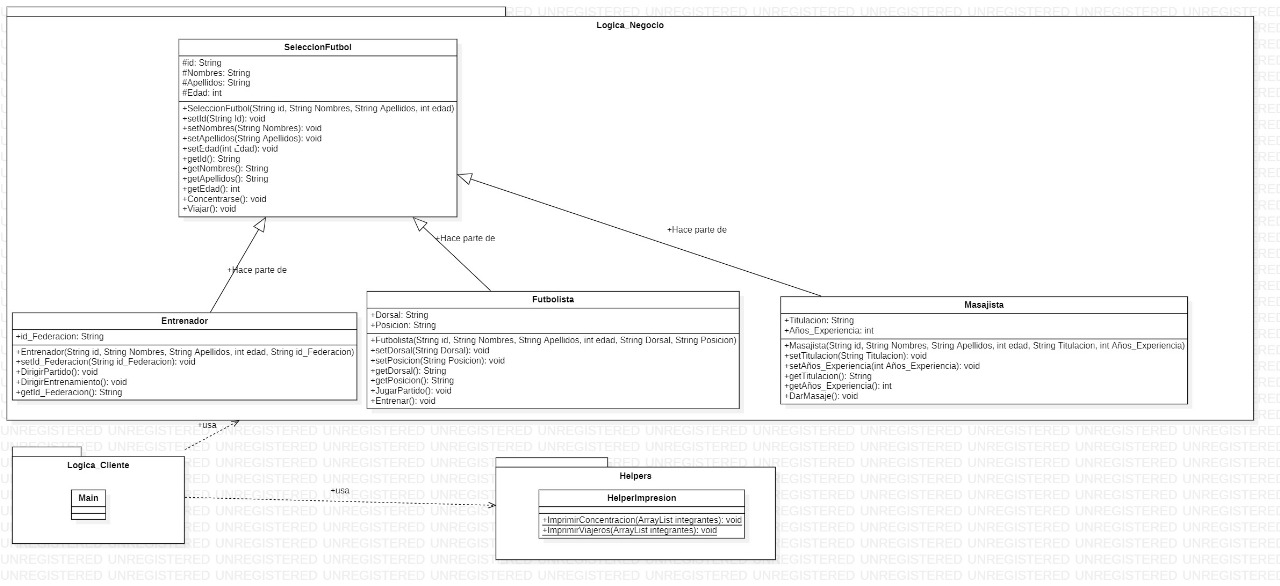 Logica_Negocio
SeleccionFutbol
#id: String
#Nombres: String
#Apellidos: String
#Edad: int
+SeleccionFutbol(String id, String Nombres, String Apellidos, int edad)
+setId(String Id): void
+setNombres(String Nombres): void
+setApellidos(String Apellidos): void
+setEdad(int Edad): void
+getId(): String
+getNombres(): String
+getApellidos(): String
+getEdad(): int
+Concentrarse(): void
+Viajar(): void
+Hace parte de
+Hace parte de
+Hace parte de
Entrenador
+id_Federacion: String
+Entrenador(String id, String Nombres, String Apellidos, int edad, String id_Federacion)
+setId_Federacion(String id_Federacion): void
+DirigirPartido(): void
+DirigirEntrenamiento(): void
+getId_Federacion(): String
Futbolista
+Dorsal: String
+Posicion: String
+Futbolista(String id, String Nombres, String Apellidos, int edad, String Dorsal, String Posicion)
+setDorsal(String Dorsal): void
+setPosicion(String Posicion): void
+getDorsal(): String
+getPosicion(): String
+JugarPartido(): void
+Entrenar(): void
Masajista
+Titulacion: String
+Años_Experiencia: int
+Masajista(String id, String Nombres, String Apellidos, int edad, String Titulacion, int Años_Experiencia)
+setTitulacion(String Titulacion): void
+setAños_Experiencia(int Años_Experiencia): void
+getTitulacion(): String
+getAños_Experiencia(): int
+DarMasaje(): void
+usa
Logica_Cliente
Main
+usa
Helpers
HelperImpresion
+ImprimirConcentracion(ArrayList integrantes): void
+ImprimirViajeros(ArrayList integrantes): void
UNREGISTERED